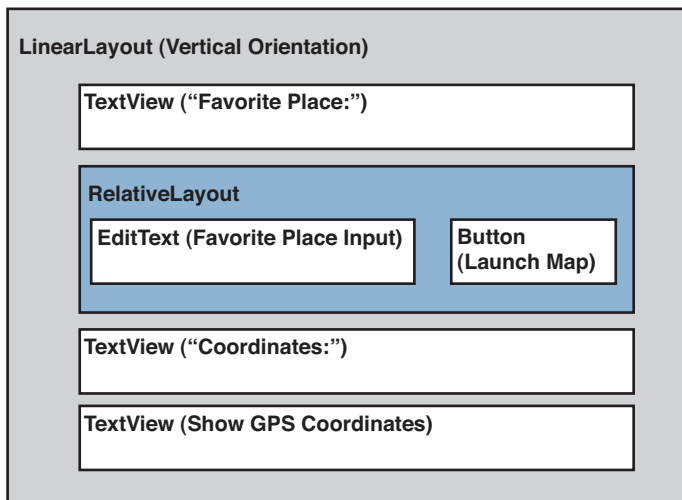 LinearLayout (Vertical Orientation)
TextView (“Favorite Place:”)
RelativeLayout
EditText (Favorite Place Input)
Button
(Launch Map)
TextView (“Coordinates:”)
TextView (Show GPS Coordinates)